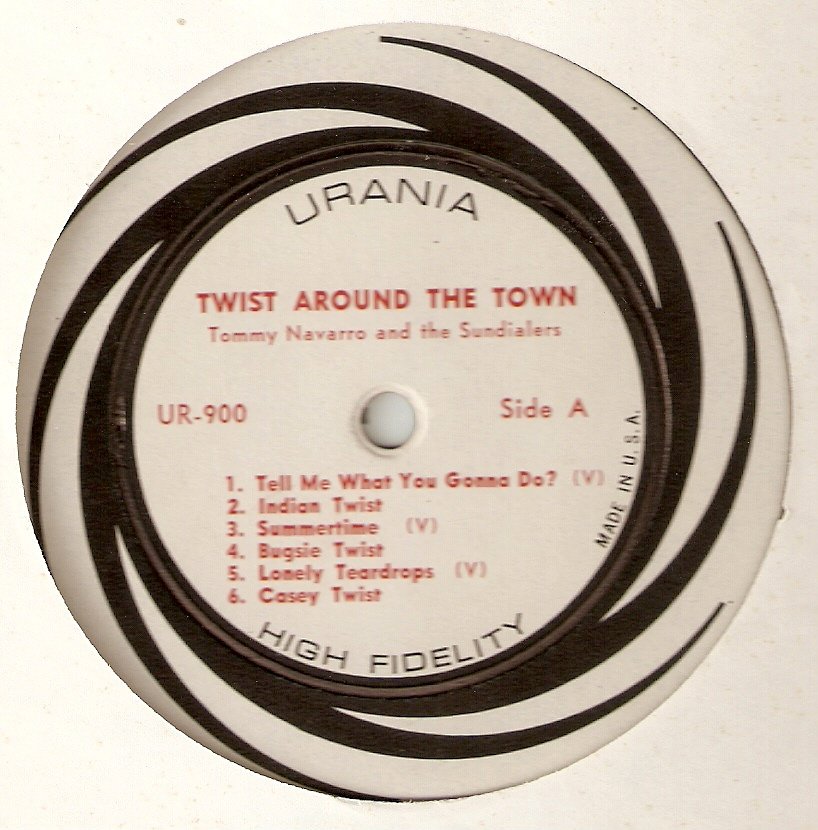 URANIA
TWIST AROUND THE TOWN
Tommy Navarro and the Sundialers
UR-900
Side A
1. Tell Me What You Gonna Do? (V)
2. Indian Twist
3. Summertime (V)
4. Bugsie Twist
5. Lonely Teardrops (V)
6. Casey Twist
MADE IN U.S.A.
HIGH FIDELITY